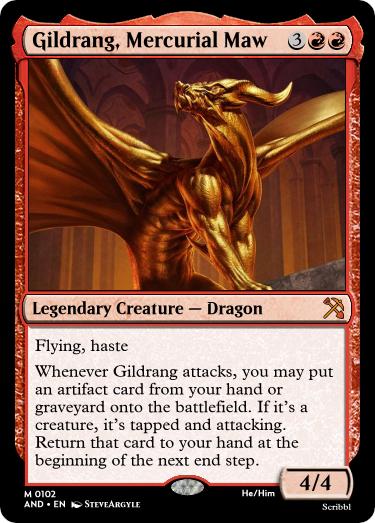 Gildrang, Mercurial Maw 3
Legendary Creature — Dragon
Flying, haste
Whenever Gildrang attacks, you may put
an artifact card from your hand or
graveyard onto the battlefield. If it's a
creature, it's tapped and attacking.
Return that card to your hand at the
beginning of the next end step.
4/4
M 0102
He/Him
AND • EN SteveArgyle
Scribbl